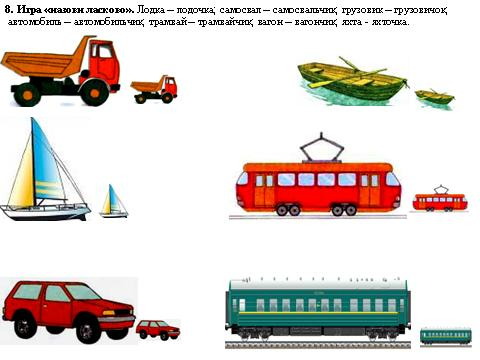 8. Игра «назови ласково». Лодка – лодочка; самосвал – самосвальчик; грузовик – грузовичок;
автомобиль – автомобильчик; трамвай – трамвайчик; вагон – вагончик; яхта - яхточка.